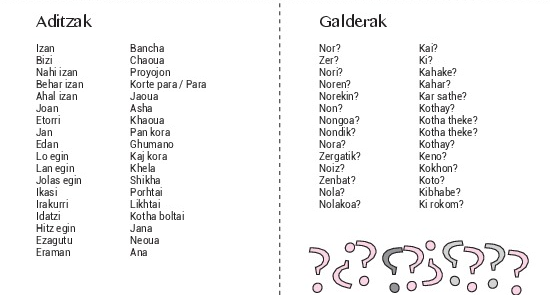 Aditzak
Izan Bancha
Bizi Chaoua
Nahi izan Proyojon
Behar izan Korte para / Para
Ahal izan Jaoua
Joan Asha
Etorri Khaoua
Jan Pan kora
Edan Ghumano
Lo egin Kaj kora
Lan egin Khela
Jolas egin Shikha
Ikasi Porhtai
Irakurri Likhtai
Idatzi Kotha boltai
Hitz egin Jana
Ezagutu Neoua
Eraman Ana
Galderak
Nor? Kai?
Zer? Ki?
Nori? Kahake?
Noren? Kahar?
Norekin? Kar sathe?
Non? Kothay?
Nongoa? Kotha theke?
Nondik? Kotha theke?
Nora? Kothay?
Zergatik? Keno?
Noiz? Kokhon?
Zenbat? Koto?
Nola? Kibhabe?
Nolakoa? Ki rokom?